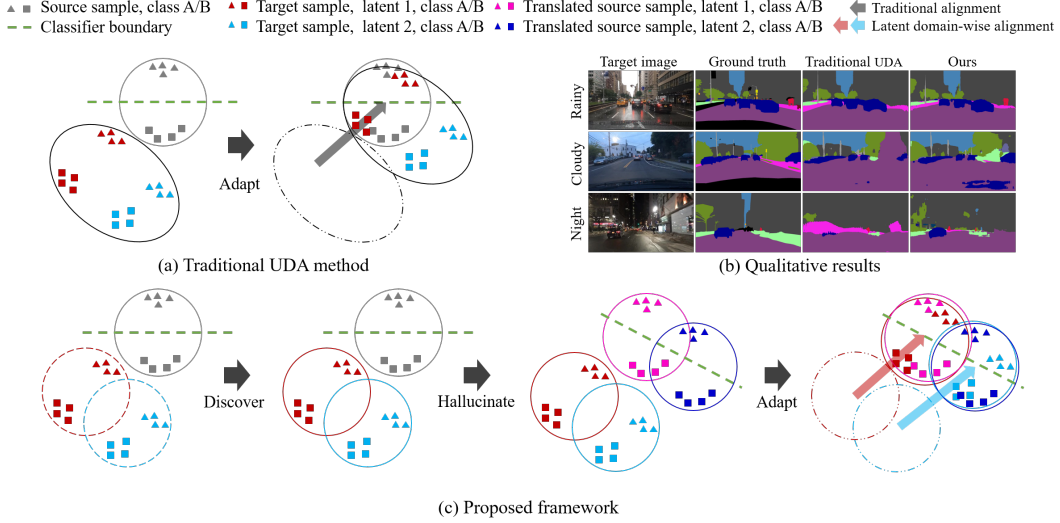 Source sample, class A/B
Target sample, latent 1, class A/B
Translated source sample, latent 1, class A/B
Traditional alignment
Classifier boundary
Target sample, latent 2, class A/B
Translated source sample, latent 2, class A/B
Latent domain-wise alignment
Adapt
(a) Traditional UDA method
Target image
Ground truth
Traditional UDA
Ours
Rainy
Cloudy
Night
(b) Qualitative results
Discover
Hallucinate
Adapt
(c) Proposed framework